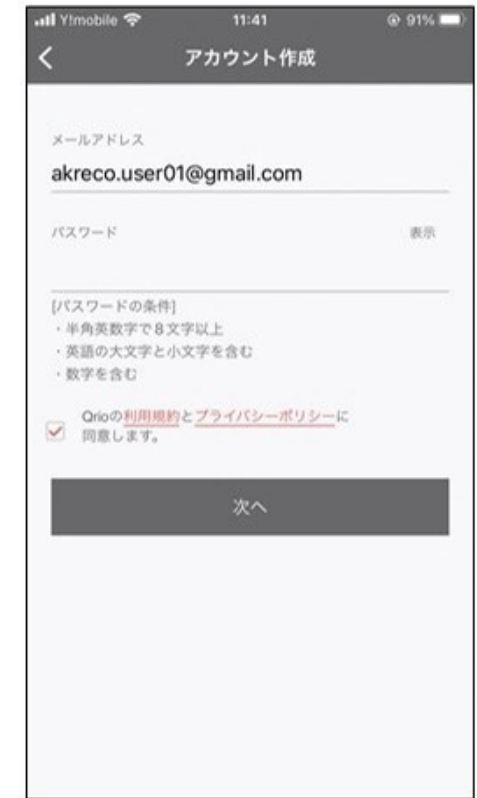 Y!mobile 11:41 91%
アカウント作成
メールアドレス
akreco.user01@gmail.com
パスワード 表示
[パスワードの条件]
・半角英数字で8文字以上
・英語の大文字と小文字を含む
・数字を含む
Qrioの利用規約とプライバシーポリシーに
同意します。
次へ